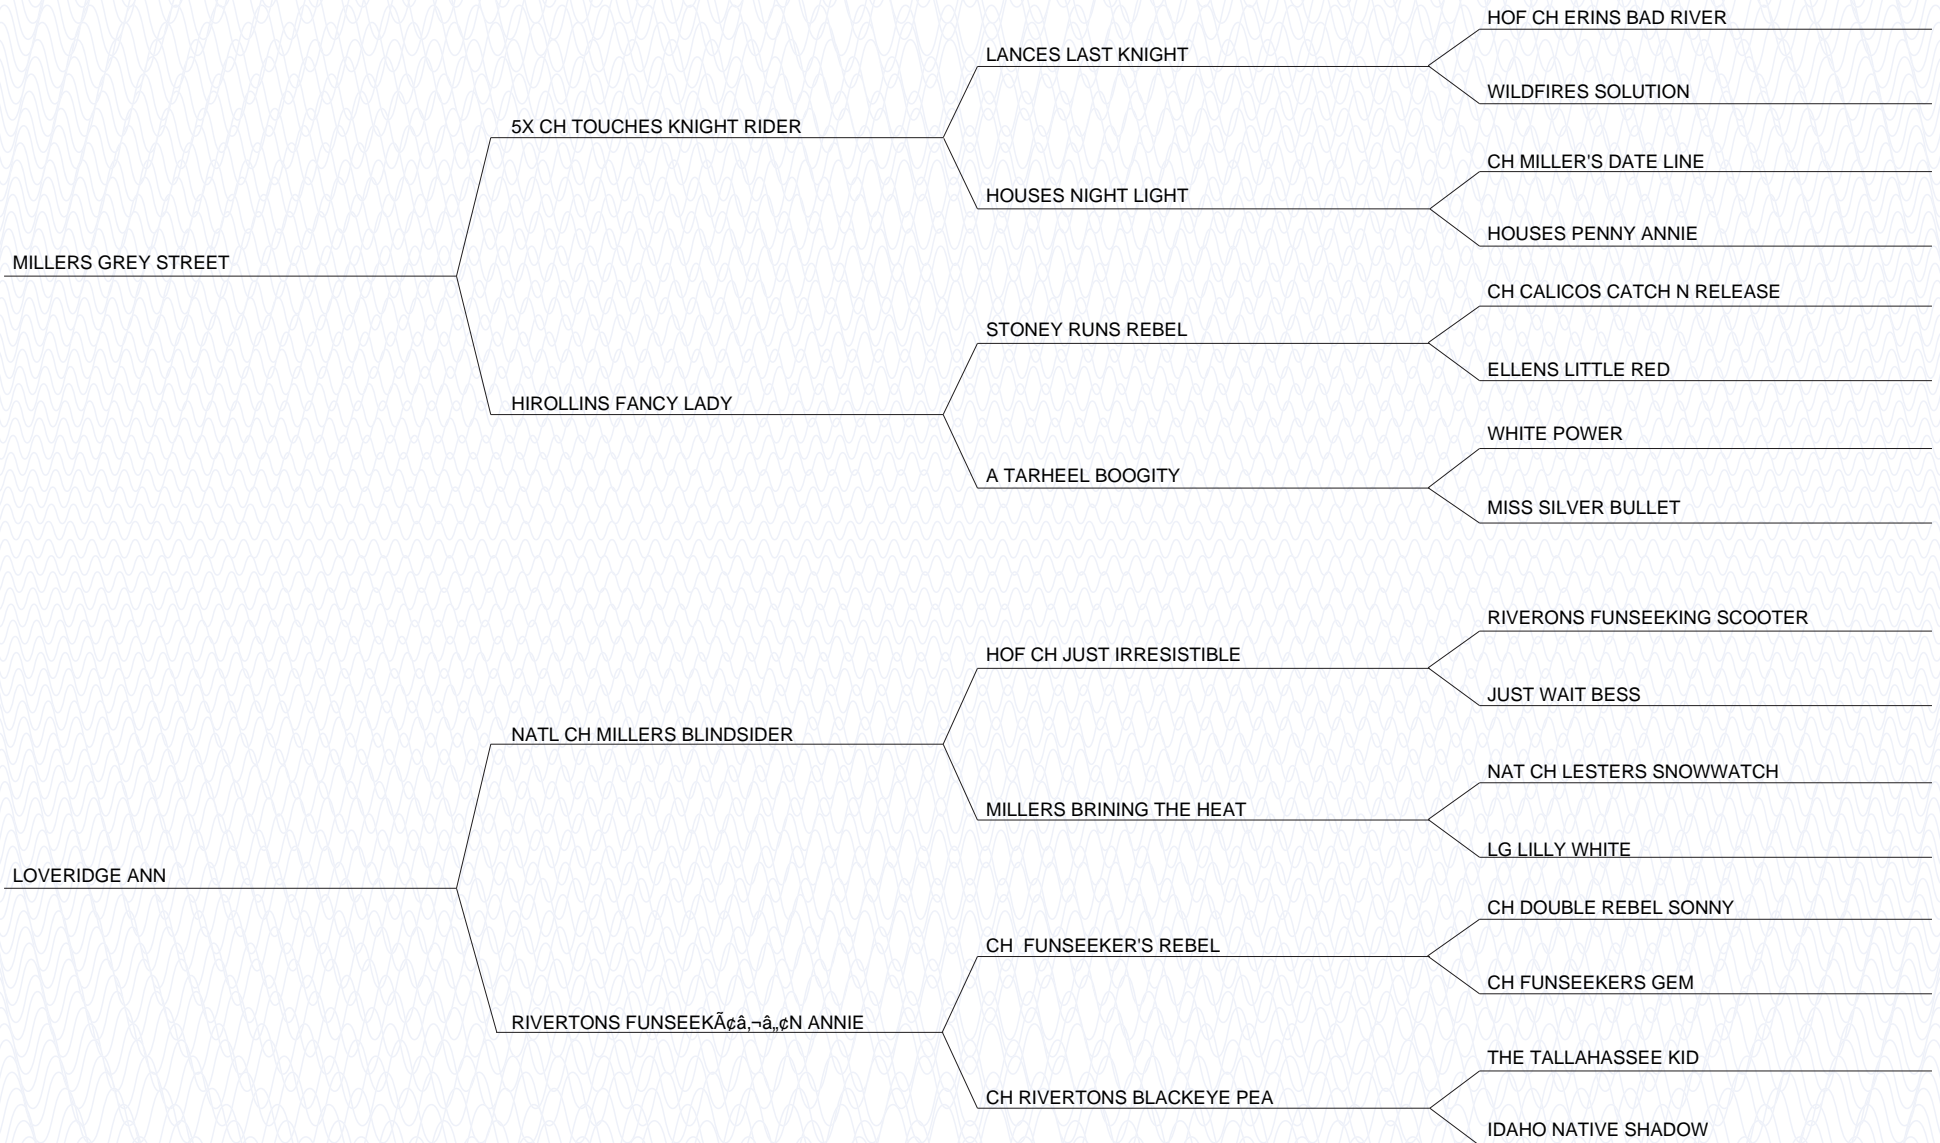 HOF CH ERINS BAD RIVER
LANCES LAST KNIGHT
WILDFIRES SOLUTION
5X CH TOUCHES KNIGHT RIDER
CH MILLER'S DATE LINE
HOUSES NIGHT LIGHT
HOUSES PENNY ANNIE
MILLERS GREY STREET
CH CALICOS CATCH N RELEASE
STONEY RUNS REBEL
ELLENS LITTLE RED
HIROLLINS FANCY LADY
WHITE POWER
A TARHEEL BOOGITY
MISS SILVER BULLET
RIVERONS FUNSEEKING SCOOTER
HOF CH JUST IRRESISTIBLE
JUST WAIT BESS
NATL CH MILLERS BLINDSIDER
NAT CH LESTERS SNOWWATCH
MILLERS BRINING THE HEAT
LG LILLY WHITE
LOVERIDGE ANN
CH DOUBLE REBEL SONNY
CH  FUNSEEKER'S REBEL
CH FUNSEEKERS GEM
RIVERTONS FUNSEEKÃ¢â‚¬â„¢N ANNIE
THE TALLAHASSEE KID
CH RIVERTONS BLACKEYE PEA
IDAHO NATIVE SHADOW